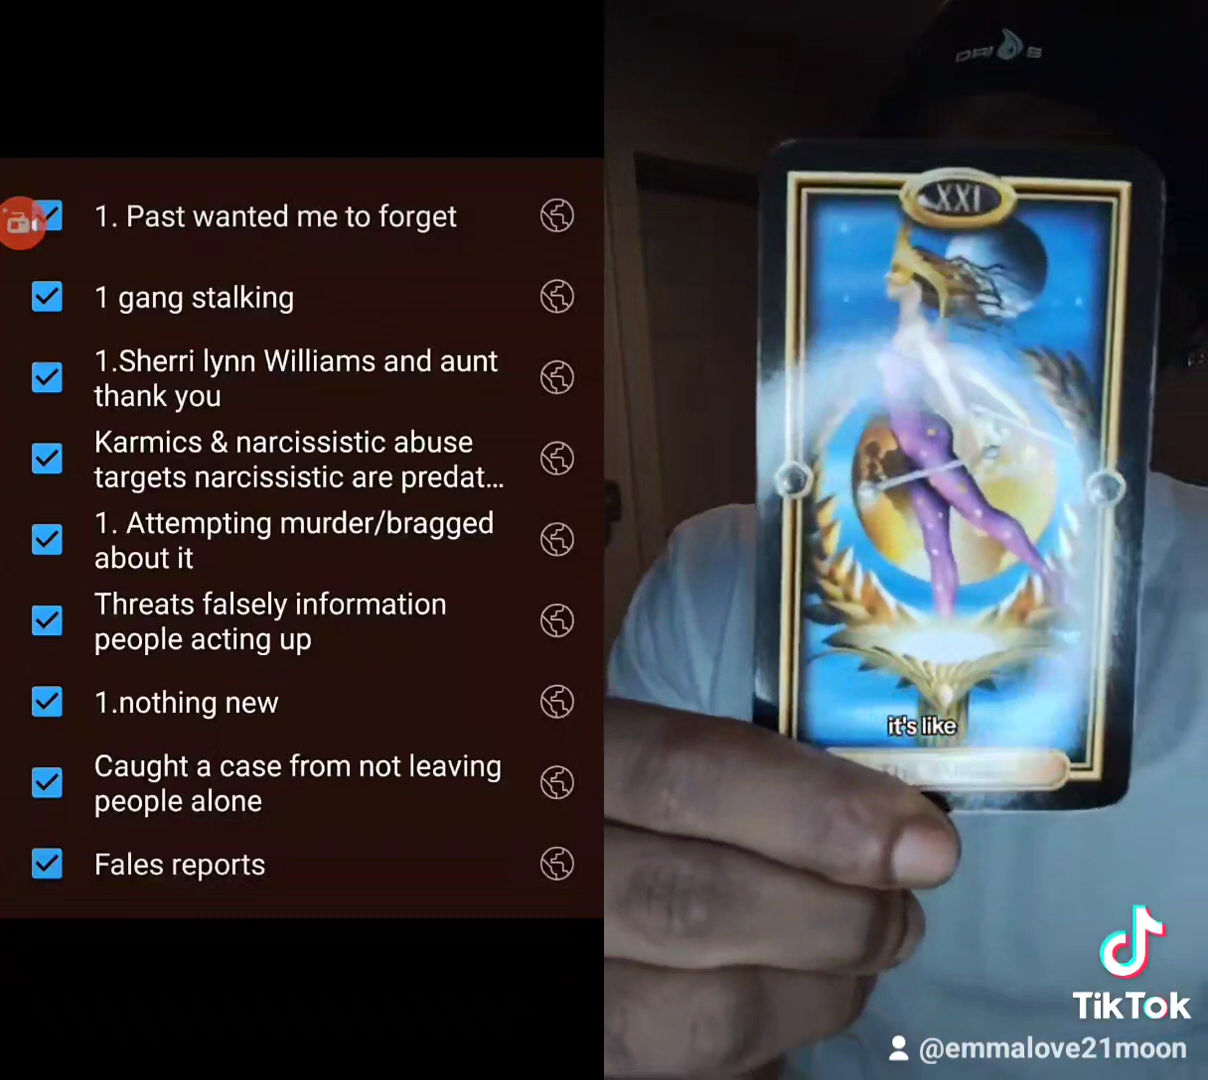 1. Past wanted me to forget
1 gang stalking
1.Sherri lynn Williams and aunt
thank you
Karmics & narcissistic abuse
targets narcissistic are predat...
1. Attempting murder/bragged
about it
Threats falsely information
people acting up
1.nothing new
Caught a case from not leaving
people alone
Fales reports
XXI
it's like
TikTok
@emmalove21moon